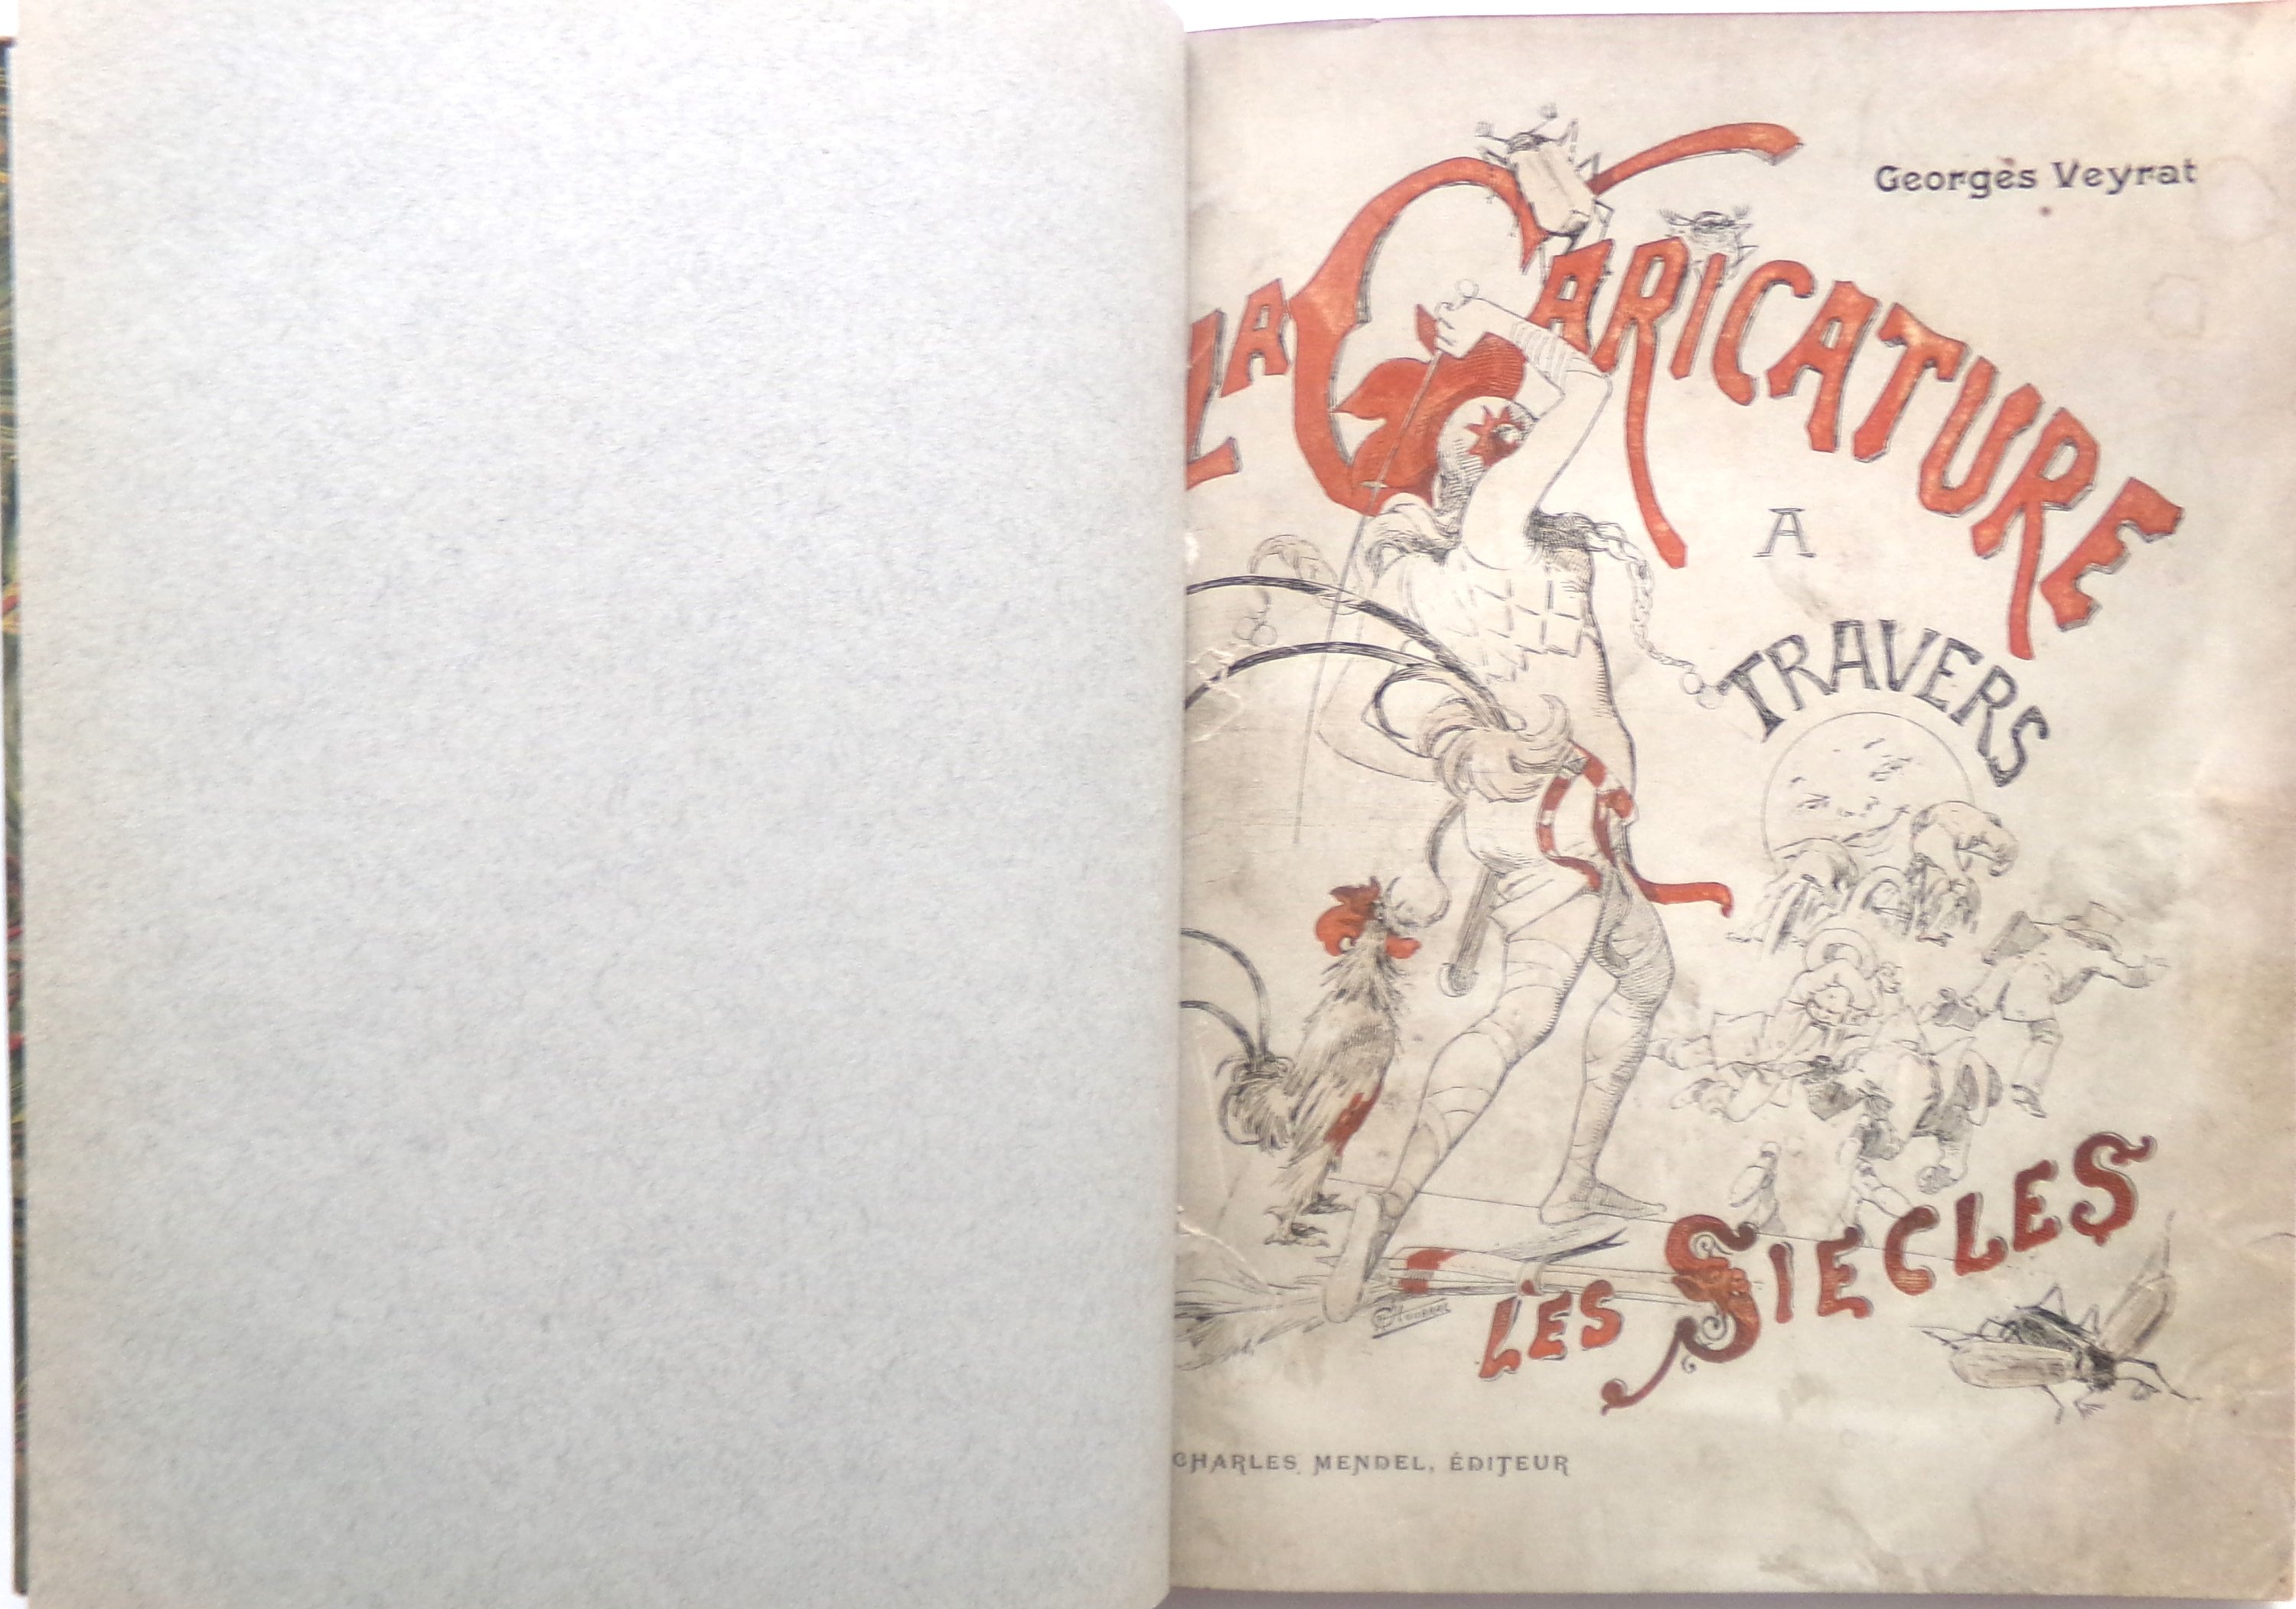 Georges Veyrat
LA CARICATURE
A
TRAVERS
LES SIECLES
CHARLES MENDEL, ÉDITEUR